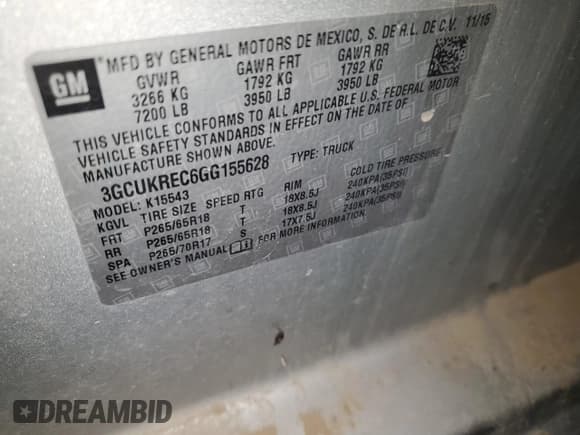 GM
*MFD BY GENERAL MOTORS DE MEXICO, S. DE R.L. DE C.V. 11/15
GVWR GAWR FRT GAWR RR
3266 KG 1792 KG 1792 KG
7200 LB 3950 LB 3950 LB
THIS VEHICLE CONFORMS TO ALL APPLICABLE U.S. FEDERAL MOTOR
VEHICLE SAFETY STANDARDS IN EFFECT ON THE DATE OF
MANUFACTURE SHOWN ABOVE.
3GCUKREC6GG155628 TYPE: TRUCK
MODEL: K15543
KGVL TIRE SIZE SPEED RTG RIM COLD TIRE PRESSURE
FRT P265/65R18 T 18X8.5J 240KPA(35PSI)
RR P265/65R18 T 18X8.5J 240KPA(35PSI)
SPA P265/70R17 S 17X7.5J 240KPA(35PSI)
SEE OWNER'S MANUAL i FOR MORE INFORMATION.
DREAMBID